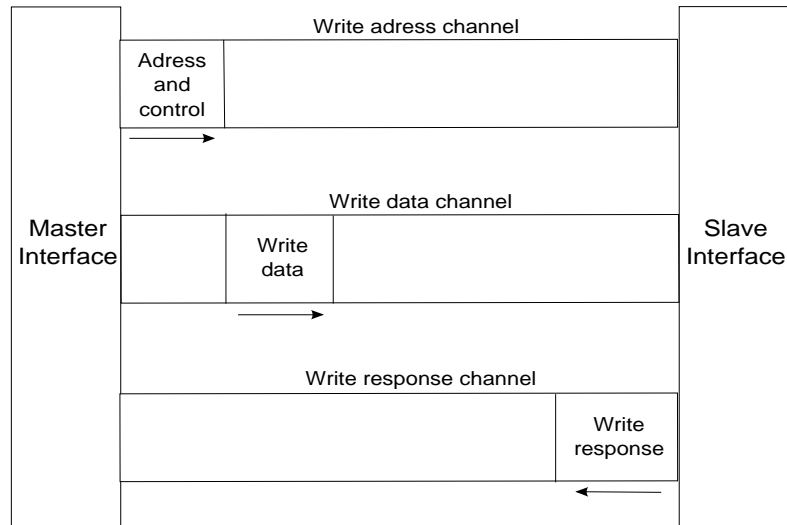 Write adress channel
Adress
and
control
Write data channel
Master
Interface
Write
data
Slave
Interface
Write response channel
Write
response